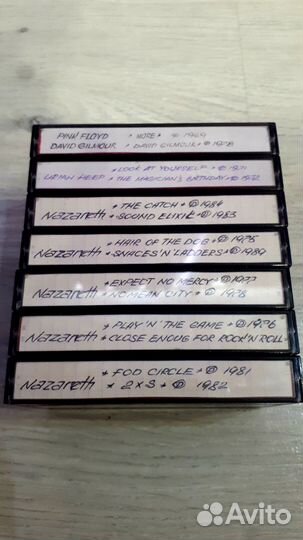 PINK FLOYD • MORE • © 1969
DAVID GILMOUR • DAVID GILMOUR • © 1978
• LOOK AT YOURSELF • © 1971
URIAH HEEP • THE MAGICIAN'S BIRTHDAY • © 1972
• THE CATCH • © 1984
Nazareth • SOUND ELIXIR • © 1983
• HAIR OF THE DOG • © 1975
Nazareth • SNAKES'N LADDERS • © 1989
• EXPECT NO MERCY • © 1977
Nazareth • NO MEAN CITY • © 1978
• PLAY'N' THE GAME • © 1976
Nazareth • CLOSE ENOUG FOR ROCK'N'ROLL
• FOD CIRCLE • © 1981
Nazareth • 2XS • © 1982
Avito